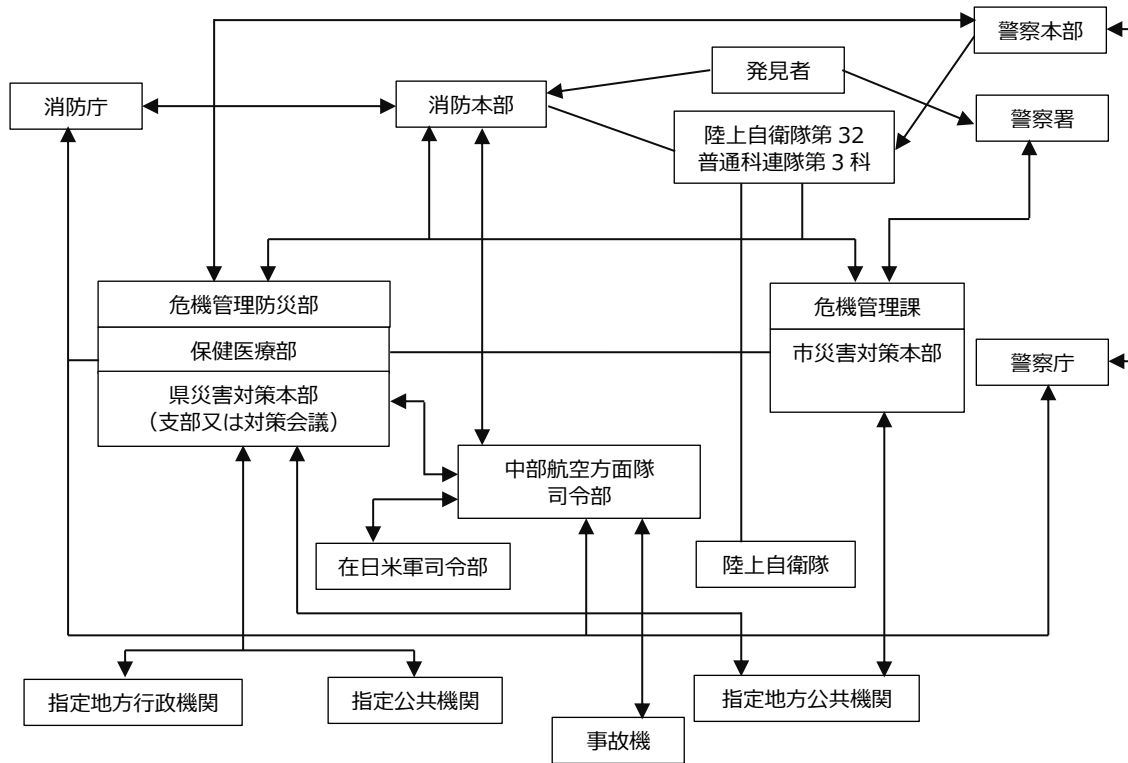 警察本部
発見者
消防庁
消防本部
警察署
陸上自衛隊第 32
普通科連隊第 3 科
危機管理防災部
危機管理課
保健医療部
市災害対策本部
警察庁
県災害対策本部
（支部又は対策会議）
中部航空方面隊
司令部
在日米軍司令部
陸上自衛隊
指定地方行政機関
指定公共機関
指定地方公共機関
事故機